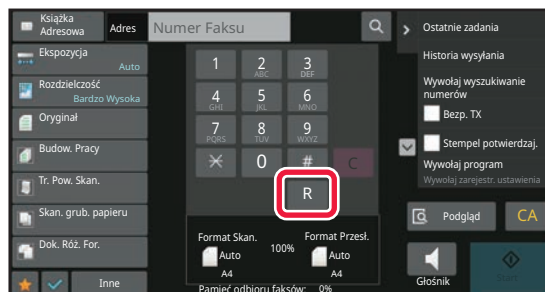 Książka
Adresowa
Adres
Numer Faksu
Ekspozycja
Auto
Rozdzielczość
Bardzo Wysoka
Oryginał
Budow. Pracy
Tr. Pow. Skan.
Skan. grub. papieru
Dok. Róż. For.
Inne
1
2
ABC
3
DEF
4
GHI
5
JKL
6
MNO
7
PQRS
8
TUV
9
WXYZ
0
#
C
R
Format Skan.
Auto
A4
100%
Format Przesł.
Auto
A4
Pamięć odbioru faksów: 0%
Ostatnie zadania
Historia wysyłania
Wywołaj wyszukiwanie
numerów
Bezp. TX
Stempel potwierdzaj.
Wywołaj program
Wywołaj zarejestr. ustawienia
Podgląd
CA
Głośnik
Start